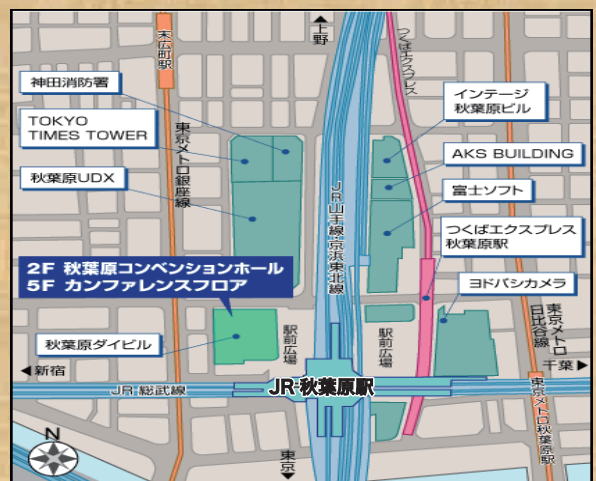 上野
末広町駅
つくばエクスプレス
神田消防署
TOKYO
TIMES TOWER
秋葉原UDX
東京メトロ銀座線
JR山手線・京浜東北線
インテージ
秋葉原ビル
AKS BUILDING
富士ソフト
つくばエクスプレス
秋葉原駅
ヨドバシカメラ
2F 秋葉原コンベンションホール
5F カンファレンスフロア
秋葉原ダイビル
駅前広場
駅前広場
東京メトロ
日比谷線
新宿
千葉
JR 総武線
JR 秋葉原駅
東京メトロ秋葉原駅
N
東京